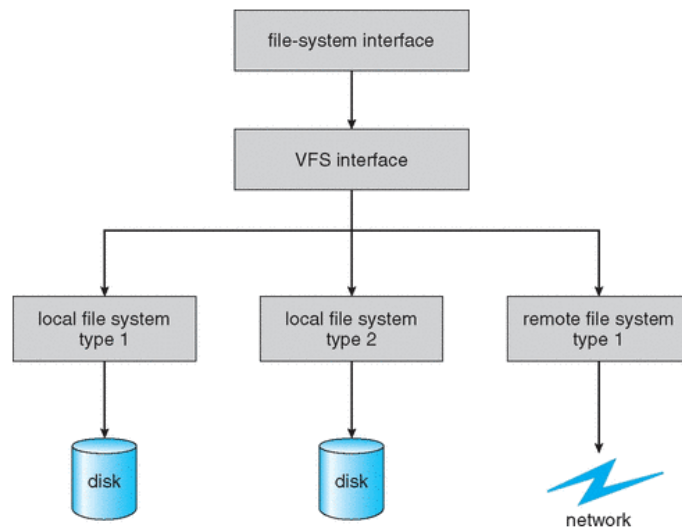 file-system interface
VFS interface
local file system
type 1
local file system
type 2
remote file system
type 1
disk
disk
network